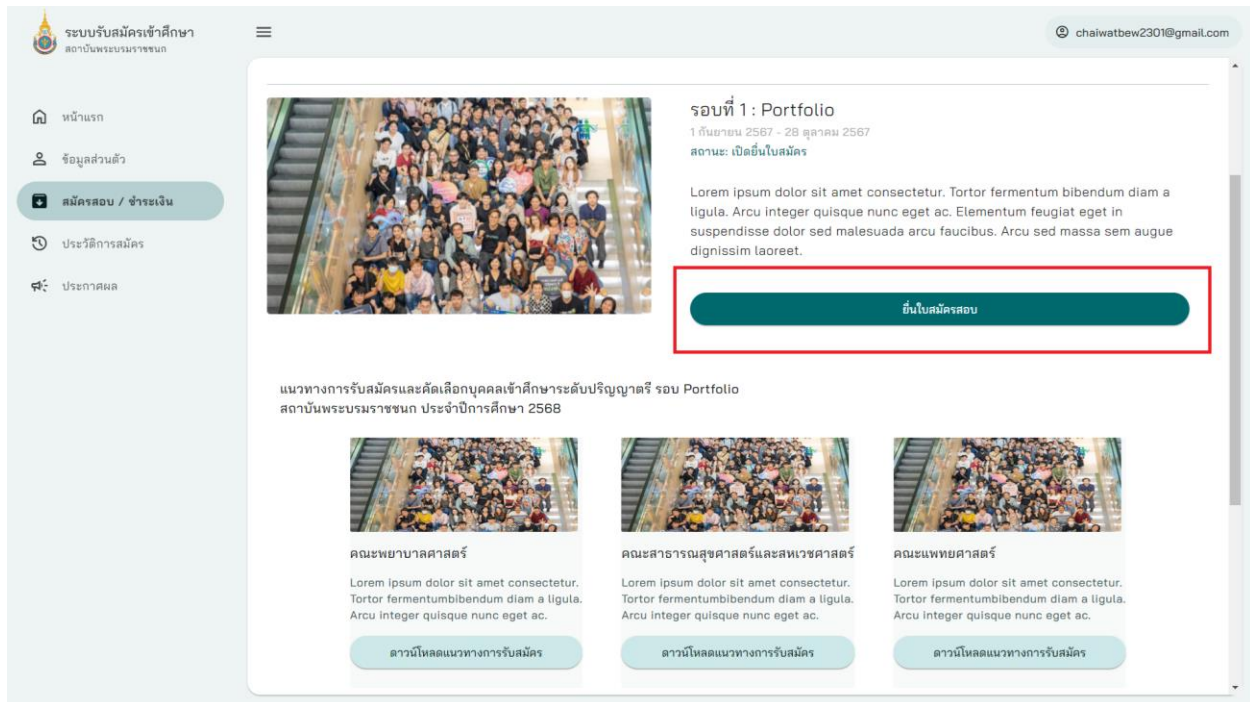 ระบบรับสมัครเข้าศึกษา
สถาบันพระบรมราชชนก
chaiwatbew2301@gmail.com
หน้าแรก
ข้อมูลส่วนตัว
สมัครสอบ / ชำระเงิน
ประวัติการสมัคร
ประกาศผล
รอบที่ 1 : Portfolio
1 กันยายน 2567 - 28 ตุลาคม 2567
สถานะ: เปิดยื่นใบสมัคร
Lorem ipsum dolor sit amet consectetur. Tortor fermentum bibendum diam a
ligula. Arcu integer quisque nunc eget ac. Elementum feugiat eget in
suspendisse dolor sed malesuada arcu faucibus. Arcu sed massa sem augue
dignissim laoreet.
ยื่นใบสมัครสอบ
แนวทางการรับสมัครและคัดเลือกบุคคลเข้าศึกษาระดับปริญญาตรี รอบ Portfolio
สถาบันพระบรมราชชนก ประจำปีการศึกษา 2568
คณะพยาบาลศาสตร์
Lorem ipsum dolor sit amet consectetur.
Tortor fermentumbibendum diam a ligula.
Arcu integer quisque nunc eget ac.
ดาวน์โหลดแนวทางการรับสมัคร
คณะสาธารณสุขศาสตร์และสหเวชศาสตร์
Lorem ipsum dolor sit amet consectetur.
Tortor fermentumbibendum diam a ligula.
Arcu integer quisque nunc eget ac.
ดาวน์โหลดแนวทางการรับสมัคร
คณะแพทยศาสตร์
Lorem ipsum dolor sit amet consectetur.
Tortor fermentumbibendum diam a ligula.
Arcu integer quisque nunc eget ac.
ดาวน์โหลดแนวทางการรับสมัคร